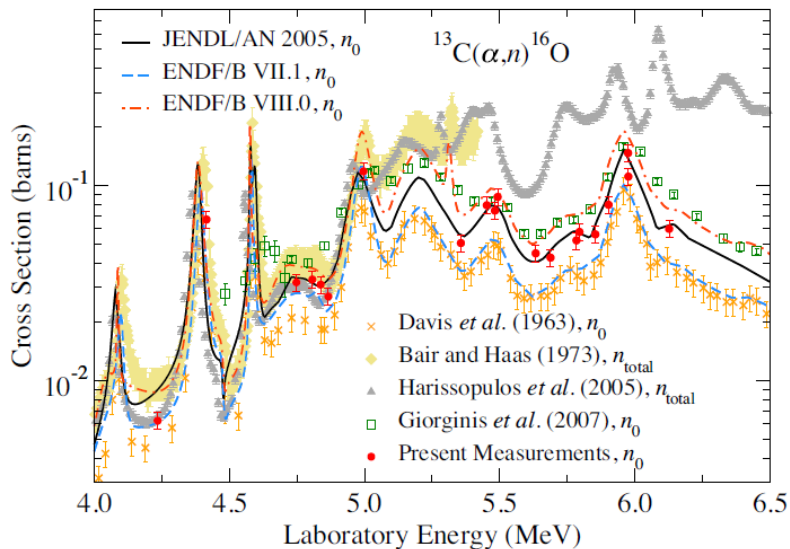 JENDL/AN 2005, n₀
ENDF/B VII.1, n₀
ENDF/B VIII.0, n₀
¹³C(α,n)¹⁶O
Cross Section (barns)
10⁻¹
10⁻²
Davis et al. (1963), n₀
Bair and Haas (1973), n_total
Harissopulos et al. (2005), n_total
Giorginis et al. (2007), n₀
Present Measurements, n₀
4.0 4.5 5.0 5.5 6.0 6.5
Laboratory Energy (MeV)